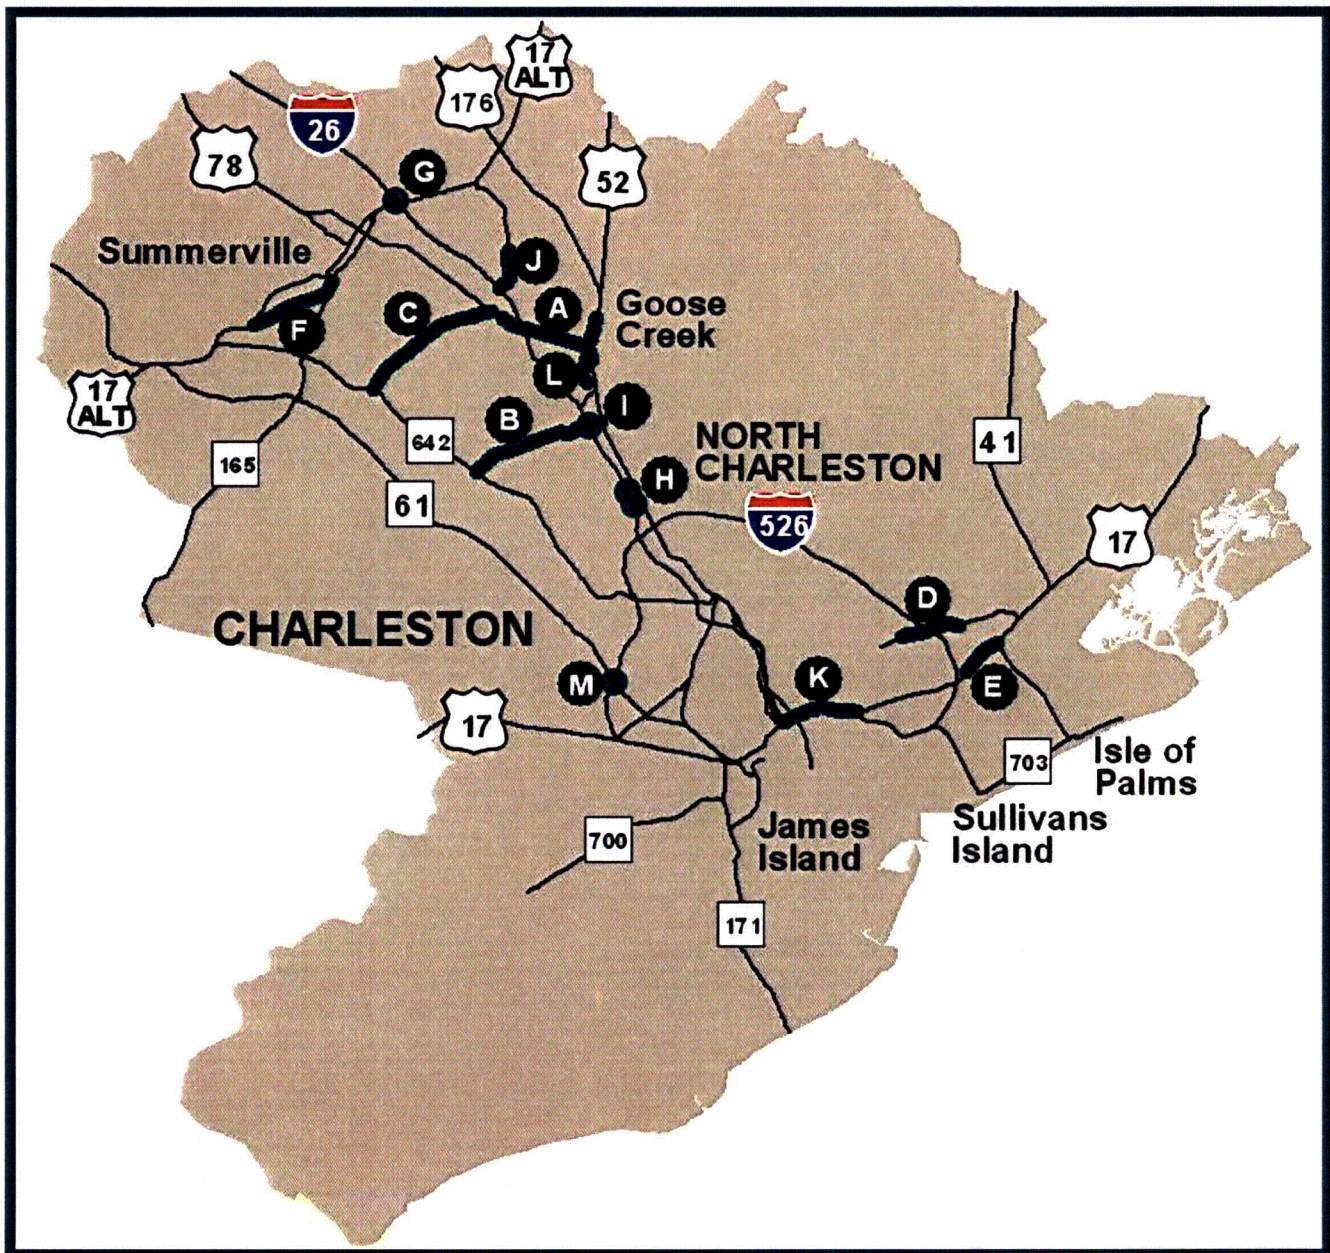 17
ALT
176
26
78
52
G
Summerville
J
C
A
Goose
Creek
F
L
17
ALT
I
B
642
NORTH
CHARLESTON
41
165
H
61
526
17
D
CHARLESTON
M
K
E
17
703
Isle of
Palms
James
Island
Sullivans
Island
700
171